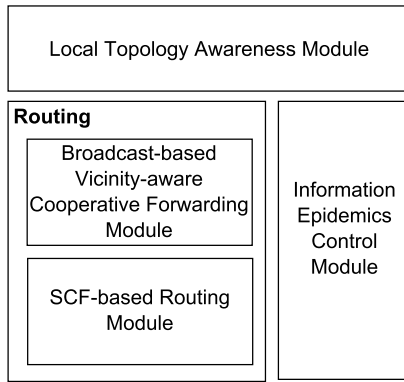 Local Topology Awareness Module
Routing
Broadcast-based
Vicinity-aware
Cooperative Forwarding
Module
SCF-based Routing
Module
Information
Epidemics
Control
Module